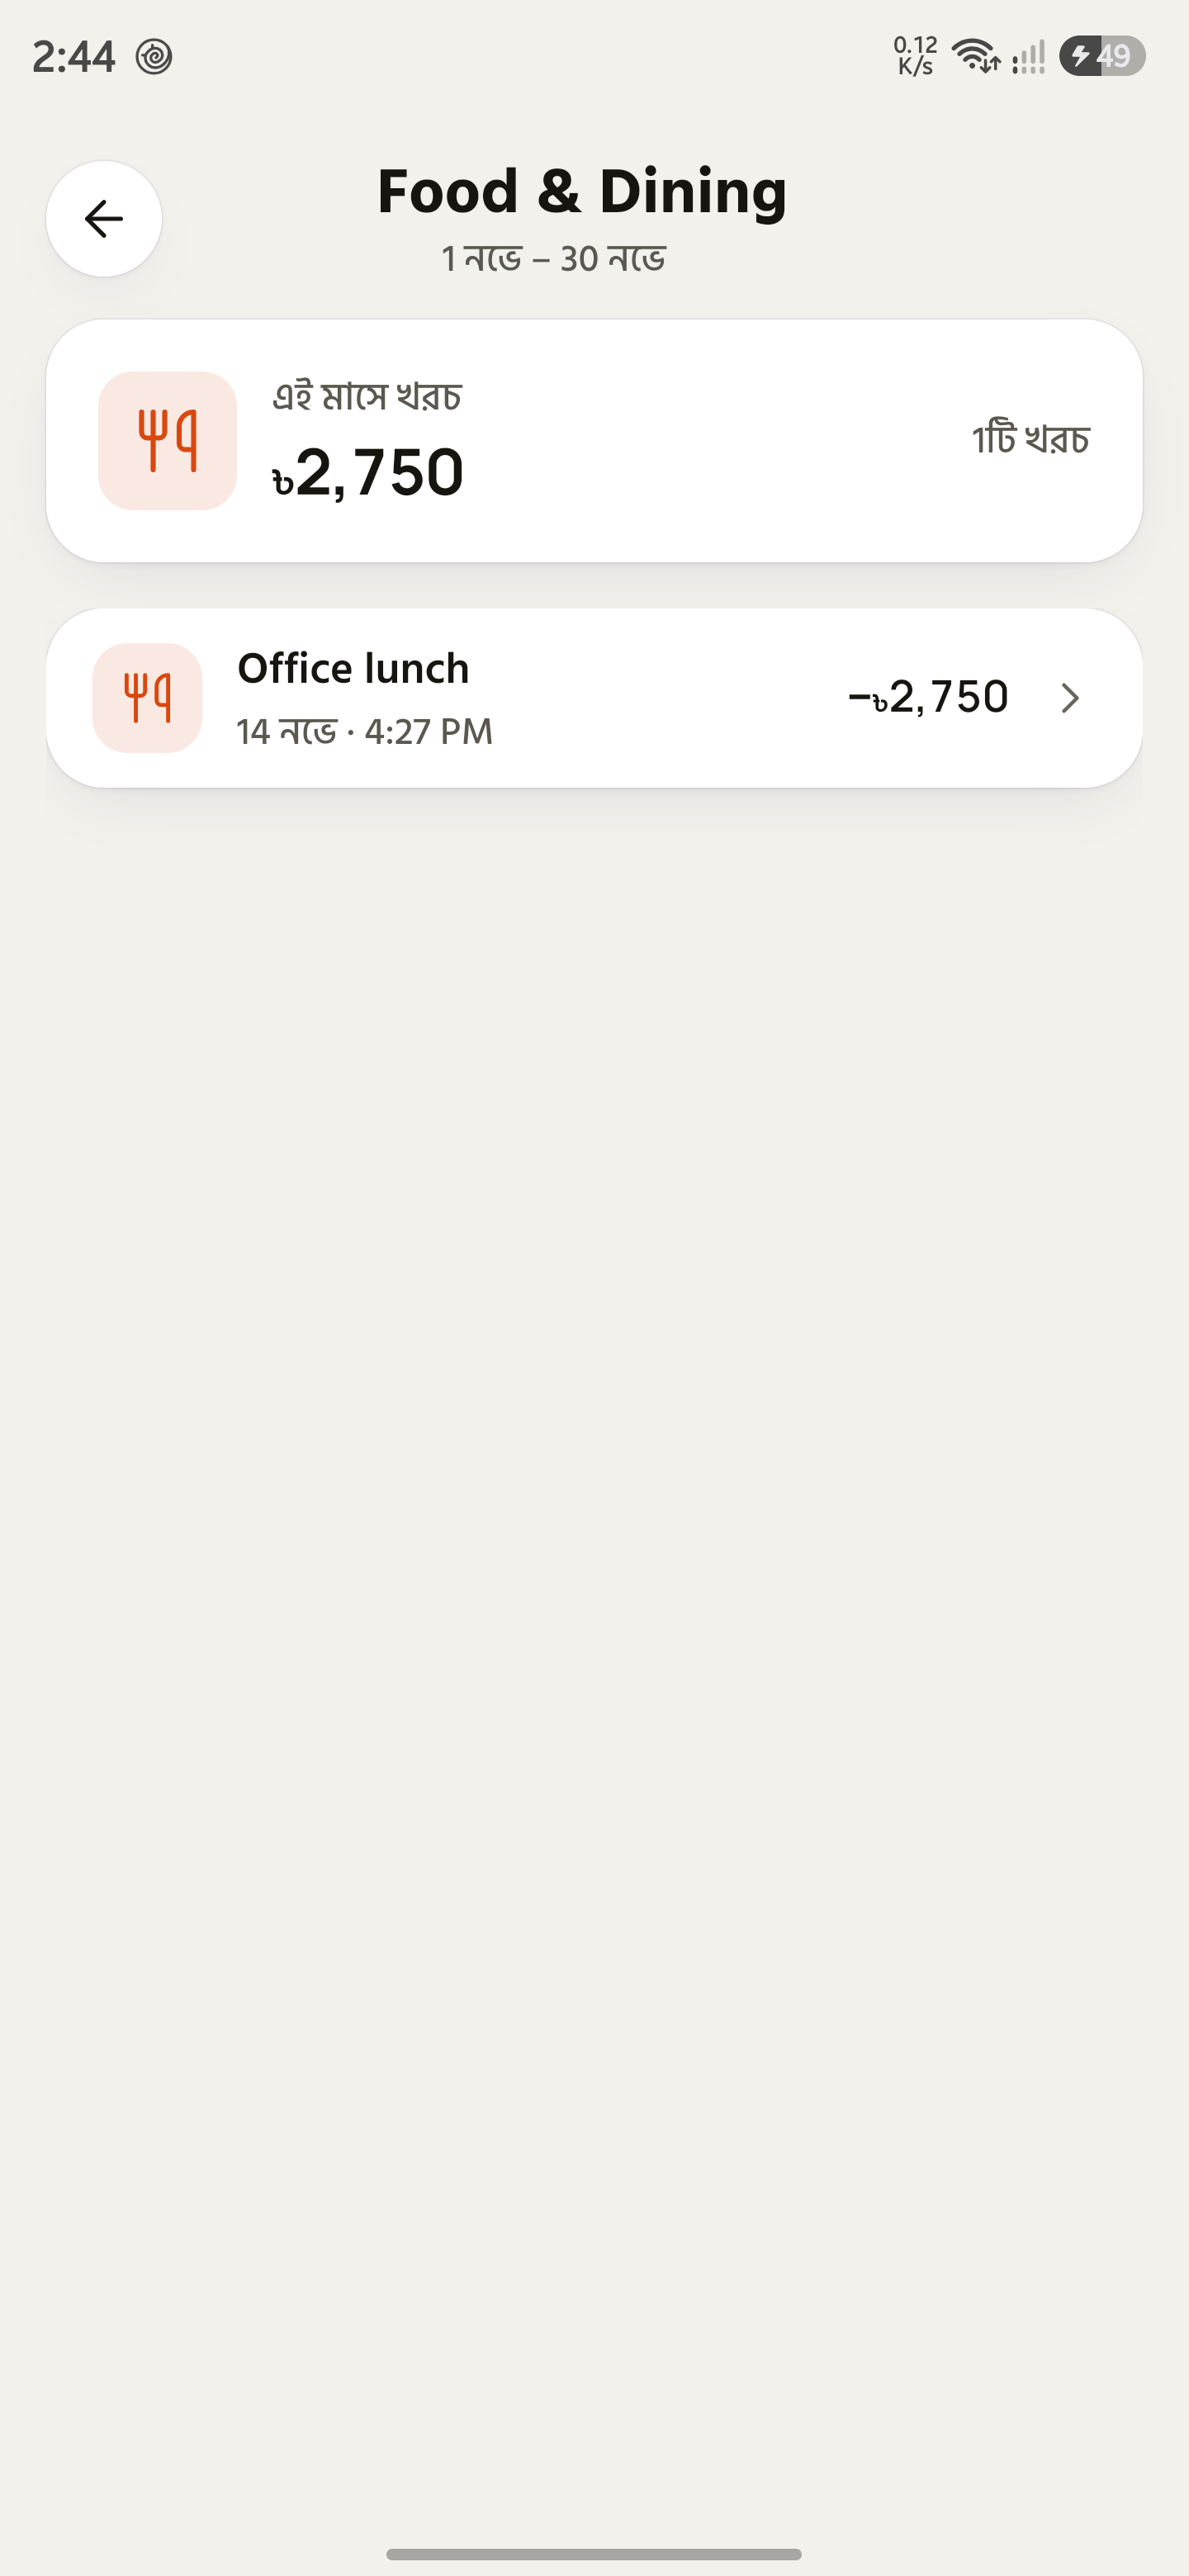 2:44
0.12
K/s
49
Food & Dining
1 নভে – 30 নভে
এই মাসে খরচ
৳2,750
1টি খরচ
Office lunch
14 নভে · 4:27 PM
−৳2,750